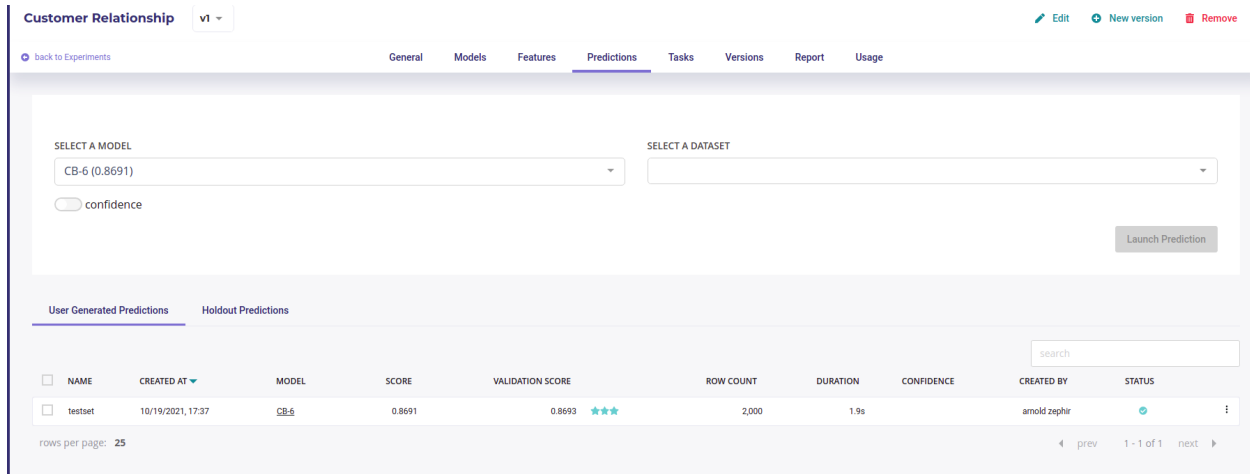 Customer Relationship v1 Edit New version Remove
back to Experiments General Models Features Predictions Tasks Versions Report Usage
SELECT A MODEL SELECT A DATASET
CB-6 (0.8691)
confidence
Launch Prediction
User Generated Predictions Holdout Predictions
search
NAME CREATED AT MODEL SCORE VALIDATION SCORE ROW COUNT DURATION CONFIDENCE CREATED BY STATUS
testset 10/19/2021, 17:37 CB-6 0.8691 0.8693 2,000 1.9s arnold zephir
rows per page: 25 prev 1 - 1 of 1 next